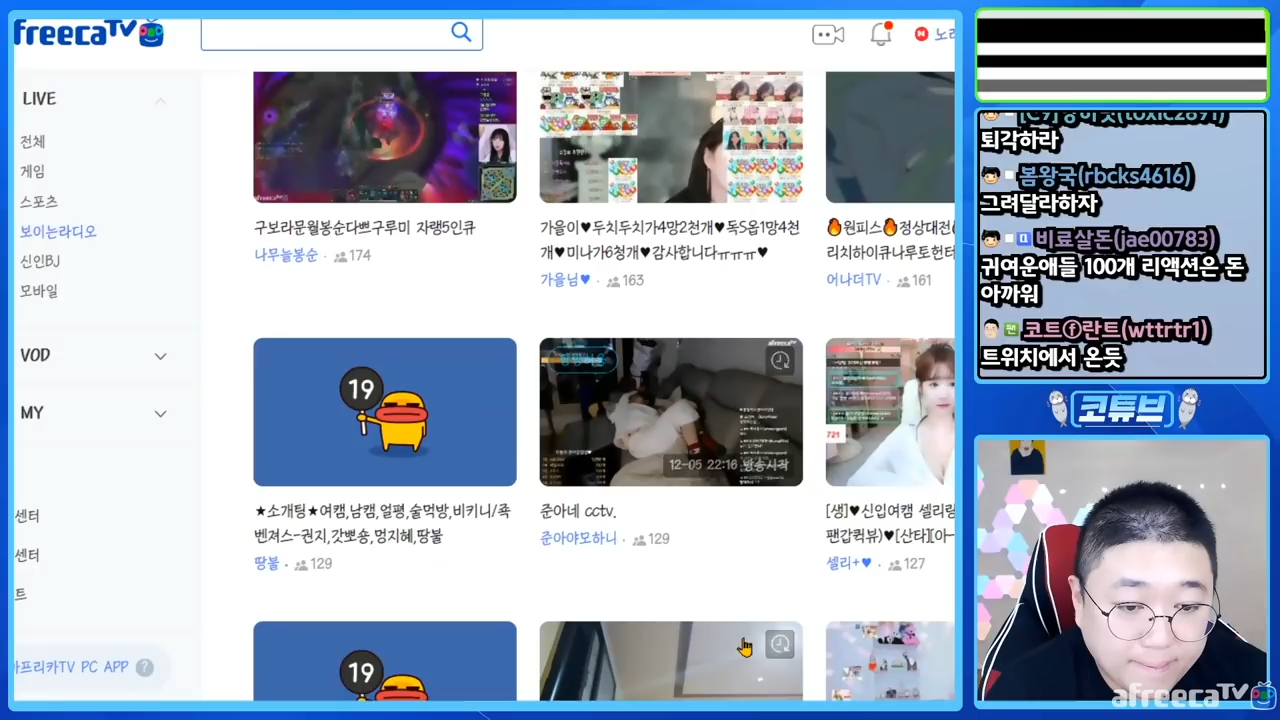 freecaTV
노래
LIVE
전체
게임
스포츠
보이는라디오
신인BJ
모바일
VOD
MY
센터
센터
트
아프리카TV PC APP ?
구보라문월봉순다쁘구루미 자랭5인큐
나무늘봉순 · 174
가을이♥두치두치가4망2천개♥독S옵1망4천
개♥미나가6청개♥감사합니다ㅠㅠㅠ♥
가을님♥ · 163
🔥원피스🔥정상대전(
리치하이큐나루토헌터
어나더TV · 161
19
★소개팅★여캠,남캠,얼평,술먹방,비키니/쵹
벤져스-권지,갓뽀숑,멍지혜,땅불
땅불 · 129
afreecaTV
12-05 22:16 방송시작
준아네 cctv.
준아야모하니 · 129
721
[생]♥신입여캠 셀리랑
팬갑퀵뷰)♥[산타][아-
셀리+♥ · 127
19
퇴각하라
봄왕국(rbcks4616)
그려달라하자
비료살돈(jae00783)
귀여운애들 100개 리액션은 돈
아까워
팬 코트ⓕ란트(wttrtr1)
트위치에서 온듯
코튜브
afreecaTV